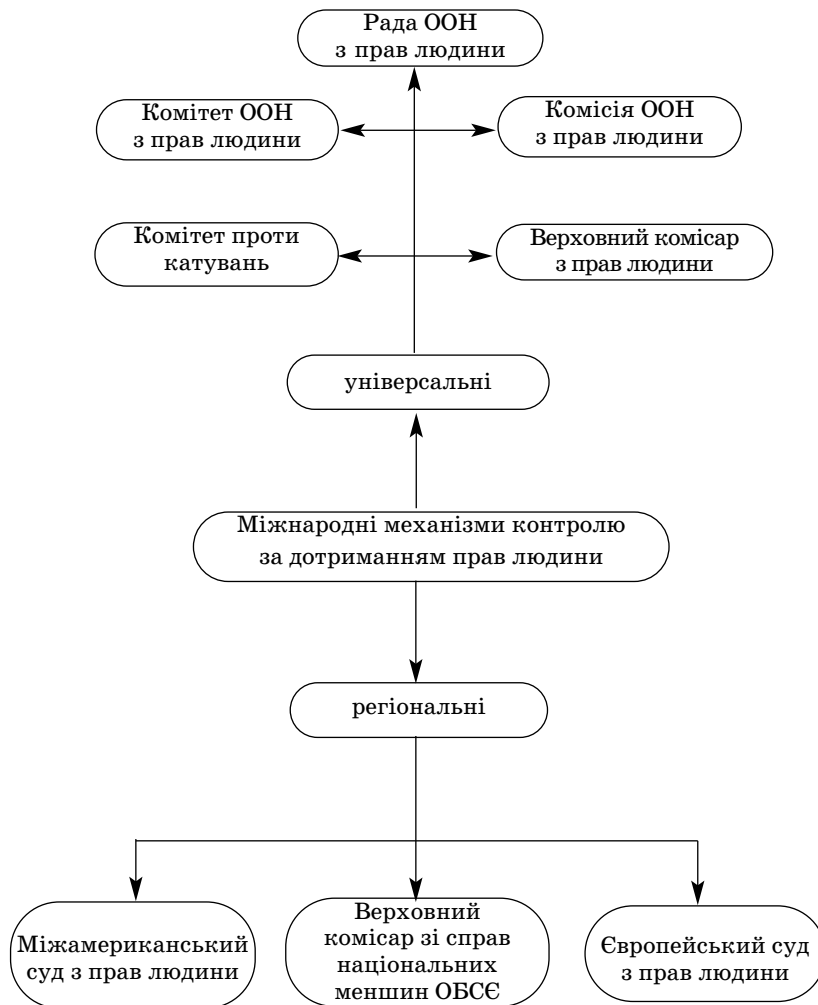 Рада ООН
з прав людини
Комітет ООН
з прав людини
Комісія ООН
з прав людини
Комітет проти
катувань
Верховний комісар
з прав людини
універсальні
Міжнародні механізми контролю
за дотриманням прав людини
регіональні
Міжамериканський
суд з прав людини
Верховний
комісар зі справ
національних
меншин ОБСЄ
Європейський суд
з прав людини